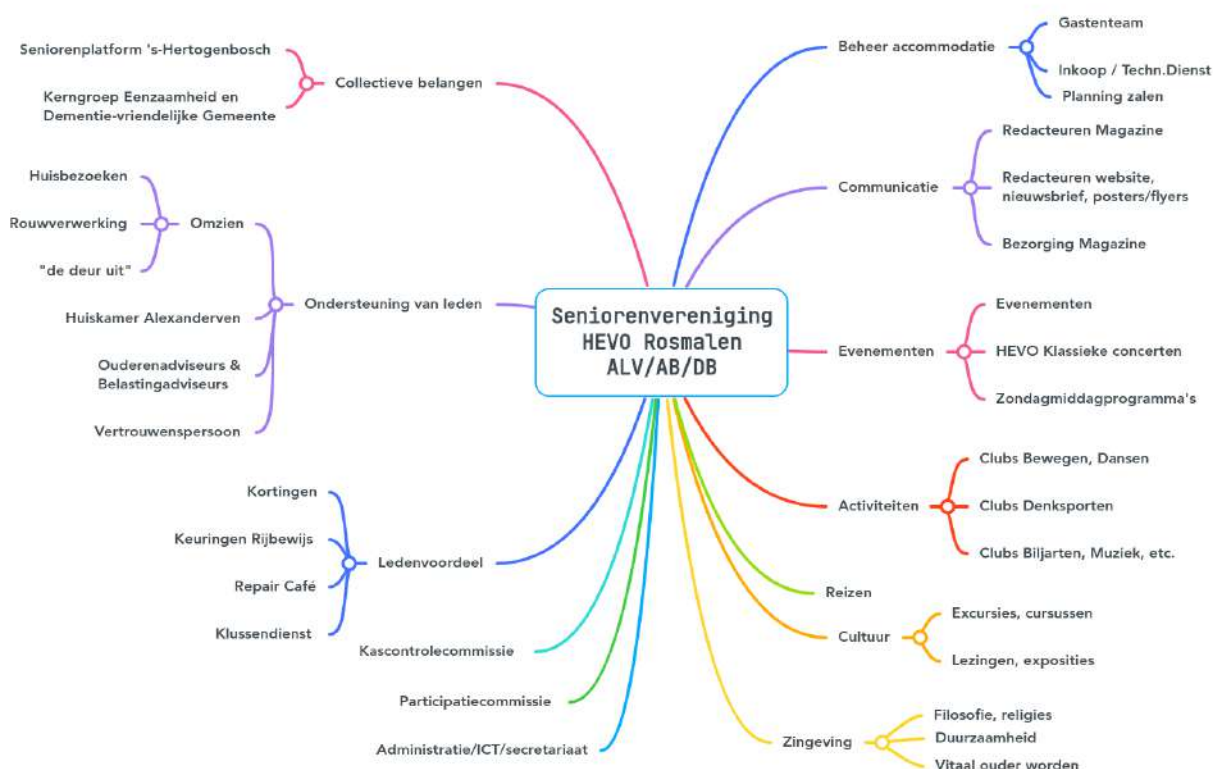 Seniorenvereniging
HEVO Rosmalen
ALV/AB/DB
Collectieve belangen
Seniorenplatform 's-Hertogenbosch
Kerngroep Eenzaamheid en
Dementie-vriendelijke Gemeente
Ondersteuning van leden
Omzien
Huisbezoeken
Rouwverwerking
"de deur uit"
Huiskamer Alexanderven
Ouderenadviseurs &
Belastingadviseurs
Vertrouwenspersoon
Ledenvoordeel
Kortingen
Keuringen Rijbewijs
Repair Café
Klussendienst
Kascontrolecommissie
Participatiecommissie
Administratie/ICT/secretariaat
Beheer accommodatie
Gastenteam
Inkoop / Techn.Dienst
Planning zalen
Communicatie
Redacteuren Magazine
Redacteuren website,
nieuwsbrief, posters/flyers
Bezorging Magazine
Evenementen
Evenementen
HEVO Klassieke concerten
Zondagmiddagprogramma's
Activiteiten
Clubs Bewegen, Dansen
Clubs Denksporten
Clubs Biljarten, Muziek, etc.
Reizen
Cultuur
Excursies, cursussen
Lezingen, exposities
Zingeving
Filosofie, religies
Duurzaamheid
Vitaal ouder worden